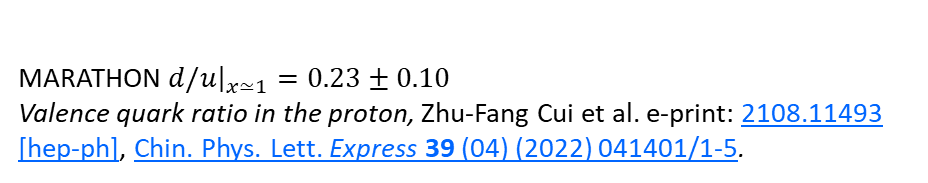 MARATHON d/u|ₓ≃₁ = 0.23 ± 0.10
Valence quark ratio in the proton, Zhu-Fang Cui et al. e-print: 2108.11493
[hep-ph], Chin. Phys. Lett. Express 39 (04) (2022) 041401/1-5.